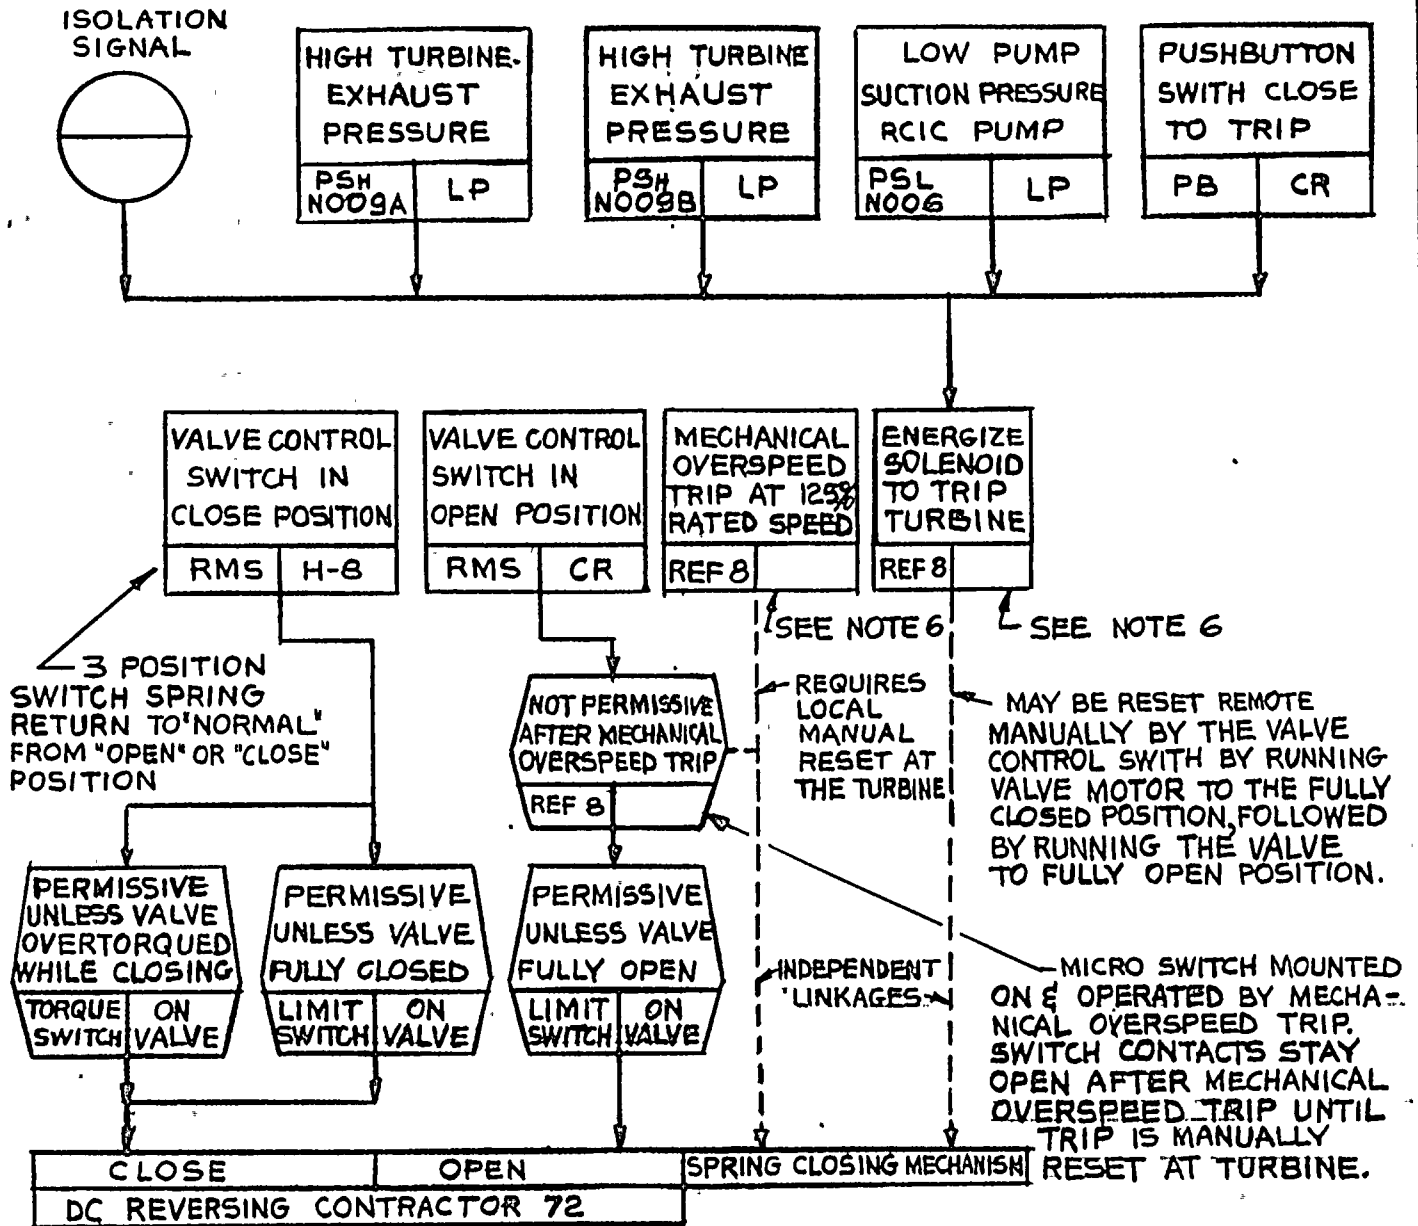 ISOLATION
SIGNAL
HIGH TURBINE
EXHAUST
PRESSURE
PSH
N009A
LP
HIGH TURBINE
EXHAUST
PRESSURE
PSH
N009B
LP
LOW PUMP
SUCTION PRESSURE
RCIC PUMP
PSL
N006
LP
PUSHBUTTON
SWITH CLOSE
TO TRIP
PB
CR
VALVE CONTROL
SWITCH IN
CLOSE POSITION
RMS
H-8
VALVE CONTROL
SWITCH IN
OPEN POSITION
RMS
CR
MECHANICAL
OVERSPEED
TRIP AT 125%
RATED SPEED
REF 8
ENERGIZE
SOLENOID
TO TRIP
TURBINE
REF 8
SEE NOTE 6
SEE NOTE 6
3 POSITION
SWITCH SPRING
RETURN TO "NORMAL"
FROM "OPEN" OR "CLOSE"
POSITION
NOT PERMISSIVE
AFTER MECHANICAL
OVERSPEED TRIP
REF 8
REQUIRES
LOCAL
MANUAL
RESET AT
THE TURBINE
MAY BE RESET REMOTE
MANUALLY BY THE VALVE
CONTROL SWITH BY RUNNING
VALVE MOTOR TO THE FULLY
CLOSED POSITION, FOLLOWED
BY RUNNING THE VALVE
TO FULLY OPEN POSITION.
PERMISSIVE
UNLESS VALVE
OVERTORQUED
WHILE CLOSING
TORQUE
SWITCH
ON
VALVE
PERMISSIVE
UNLESS VALVE
FULLY CLOSED
LIMIT
SWITCH
ON
VALVE
PERMISSIVE
UNLESS VALVE
FULLY OPEN
LIMIT
SWITCH
ON
VALVE
INDEPENDENT
LINKAGES
MICRO SWITCH MOUNTED
ON & OPERATED BY MECHA-
NICAL OVERSPEED TRIP.
SWITCH CONTACTS STAY
OPEN AFTER MECHANICAL
OVERSPEED TRIP UNTIL
TRIP IS MANUALLY
RESET AT TURBINE.
CLOSE
OPEN
SPRING CLOSING MECHANISM
DC REVERSING CONTRACTOR 72